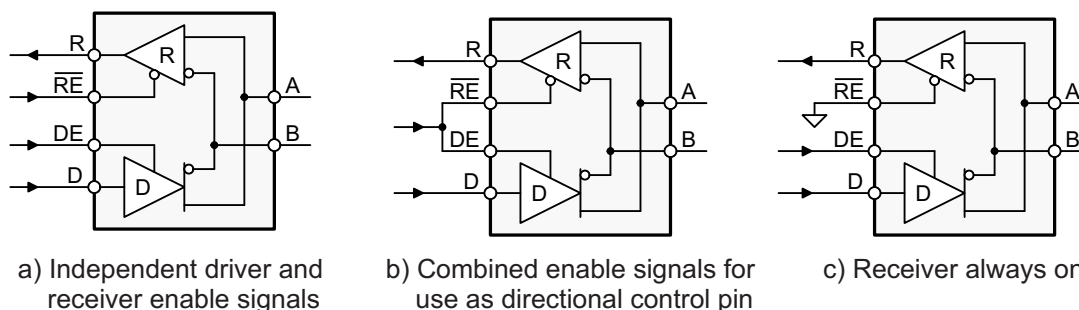 R
RE
DE
D
R
D
A
B
a) Independent driver and
receiver enable signals
R
RE
DE
D
R
D
A
B
b) Combined enable signals for
use as directional control pin
R
RE
DE
D
R
D
A
B
c) Receiver always on